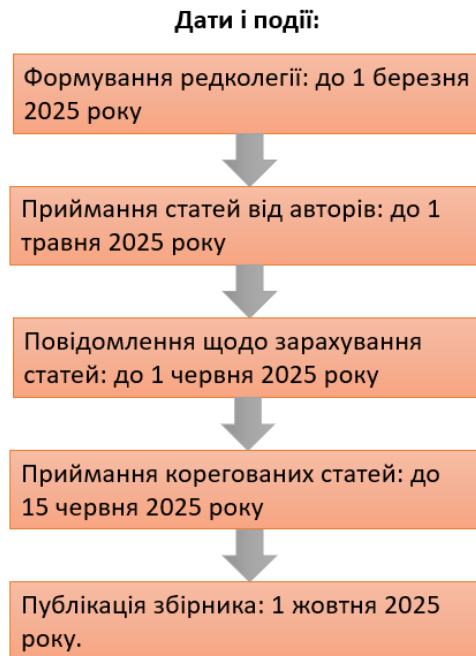 Дати і події:
Формування редколегії: до 1 березня
2025 року
Приймання статей від авторів: до 1
травня 2025 року
Повідомлення щодо зарахування
статей: до 1 червня 2025 року
Приймання корегованих статей: до
15 червня 2025 року
Публікація збірника: 1 жовтня 2025
року.